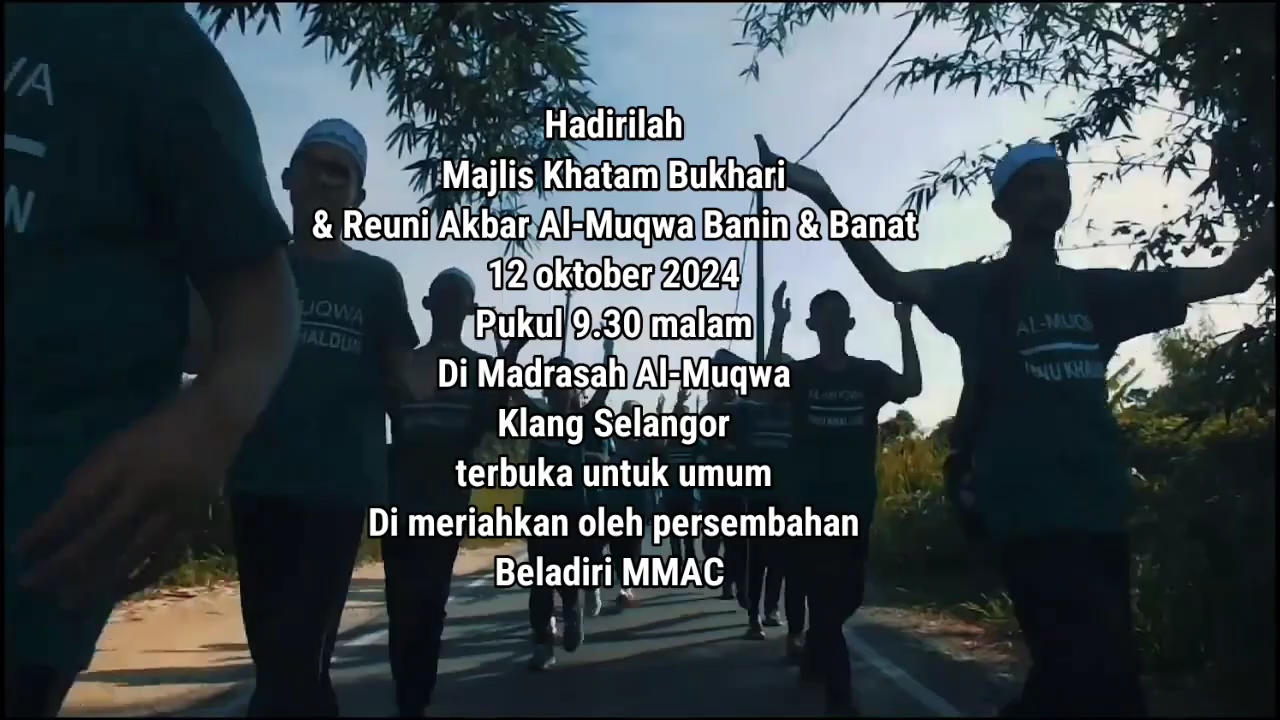 Hadirilah
Majlis Khatam Bukhari
& Reuni Akbar Al-Muqwa Banin & Banat
12 oktober 2024
Pukul 9.30 malam
Di Madrasah Al-Muqwa
Klang Selangor
terbuka untuk umum
Di meriahkan oleh persembahan
Beladiri MMAC